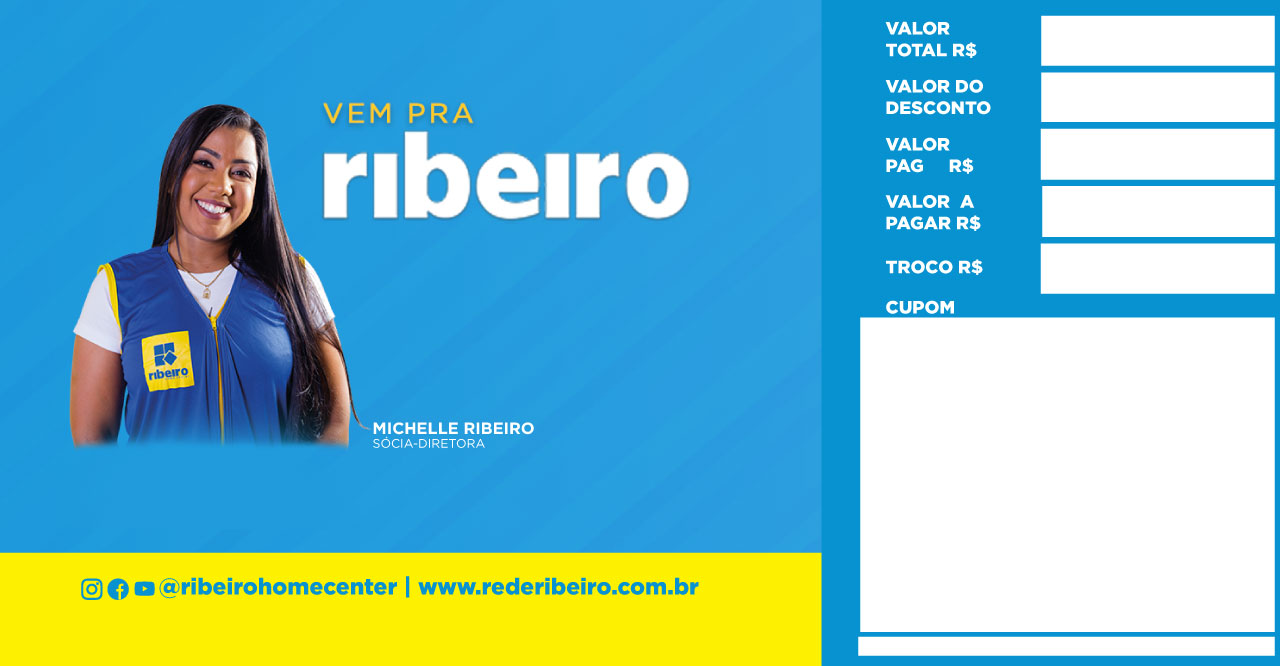 VEM PRA
ribeiro
ribeiro
MICHELLE RIBEIRO
SÓCIA-DIRETORA
@ribeirohomecenter | www.rederibeiro.com.br
VALOR
TOTAL R$
VALOR DO
DESCONTO
VALOR
PAG R$
VALOR A
PAGAR R$
TROCO R$
CUPOM